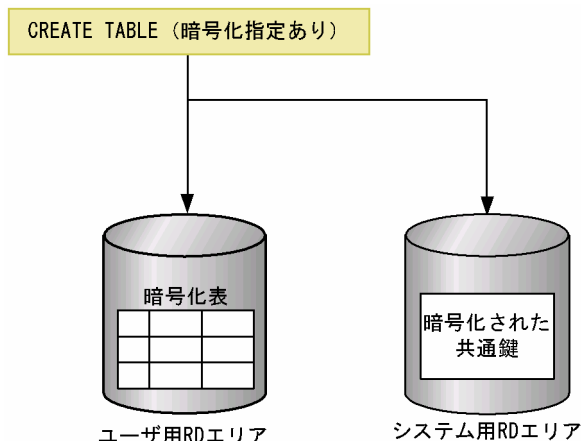 CREATE TABLE（暗号化指定あり）
暗号化表
暗号化された
共通鍵
ユーザ用RDエリア
システム用RDエリア